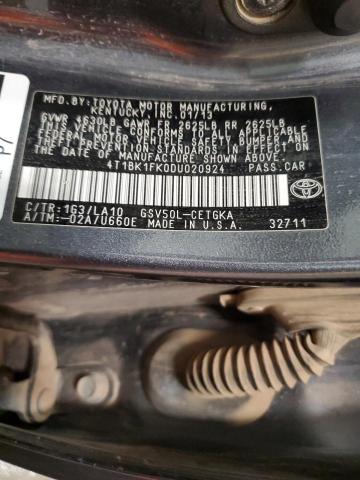 MFD.BY:TOYOTA MOTOR MANUFACTURING,
KENTUCKY, INC. 01/13
GVWR 4630LB GAWR FR 2625LB RR 2625LB
THIS VEHICLE CONFORMS TO ALL APPLICABLE
FEDERAL MOTOR VEHICLE SAFETY, BUMPER, AND
THEFT PREVENTION STANDARDS IN EFFECT ON
THE DATE OF MANUFACTURE SHOWN ABOVE.
4T1BK1FK0DU020924 PASS.CAR
C/TR:1G3/LA10 GSV50L-CETGKA
A/TM:-02A/U660E MADE IN U.S.A. 32711